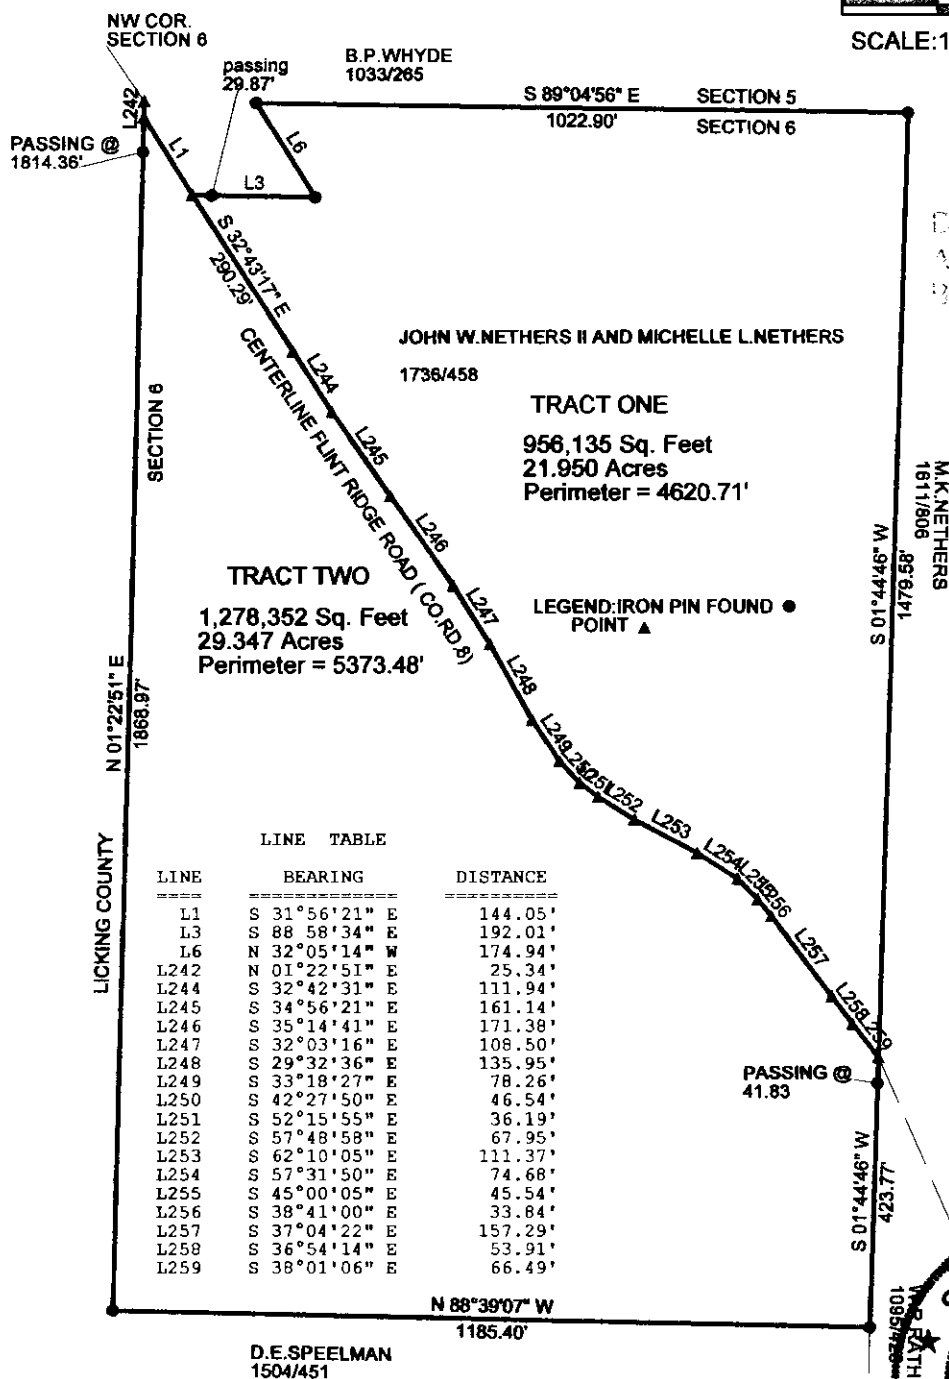 NW COR.
SECTION 6
B.P.WHYDE
1033/265
SCALE:1
passing
29.87'
S 89°04'56" E
1022.90'
SECTION 5
SECTION 6
L242
PASSING @
1814.36'
L1
L6
L3
S 32°43'17" E
290.29'
CENTERLINE FLINT RIDGE ROAD ( CO.RD.8)
JOHN W.NETHERS II AND MICHELLE L.NETHERS
1736/458
TRACT ONE
956,135 Sq. Feet
21.950 Acres
Perimeter = 4620.71'
SECTION 6
L244
L245
L246
L247
L248
L249
L250
L251
L252
L253
L254
L255
L256
L257
L258
L259
M.K.NETHERS
1611/806
S 01°44'46" W
1479.58'
TRACT TWO
1,278,352 Sq. Feet
29.347 Acres
Perimeter = 5373.48'
LEGEND:IRON PIN FOUND ●
POINT ▲
N 01°22'51" E
1868.97'
LICKING COUNTY
LINE TABLE
LINE BEARING DISTANCE
==== ============= =========
L1 S 31°56'21" E 144.05'
L3 S 88 58'34" E 192.01'
L6 N 32°05'14" W 174.94'
L242 N 01°22'51" E 25.34'
L244 S 32°42'31" E 111.94'
L245 S 34°56'21" E 161.14'
L246 S 35°14'41" E 171.38'
L247 S 32°03'16" E 108.50'
L248 S 29°32'36" E 135.95'
L249 S 33°18'27" E 78.26'
L250 S 42°27'50" E 46.54'
L251 S 52°15'55" E 36.19'
L252 S 57°48'58" E 67.95'
L253 S 62°10'05" E 111.37'
L254 S 57°31'50" E 74.68'
L255 S 45°00'05" E 45.54'
L256 S 38°41'00" E 33.84'
L257 S 37°04'22" E 157.29'
L258 S 36°54'14" E 53.91'
L259 S 38°01'06" E 66.49'
PASSING @
41.83
S 01°44'46" W
423.77'
N 88°39'07" W
1185.40'
D.E.SPEELMAN
1504/451
RATH